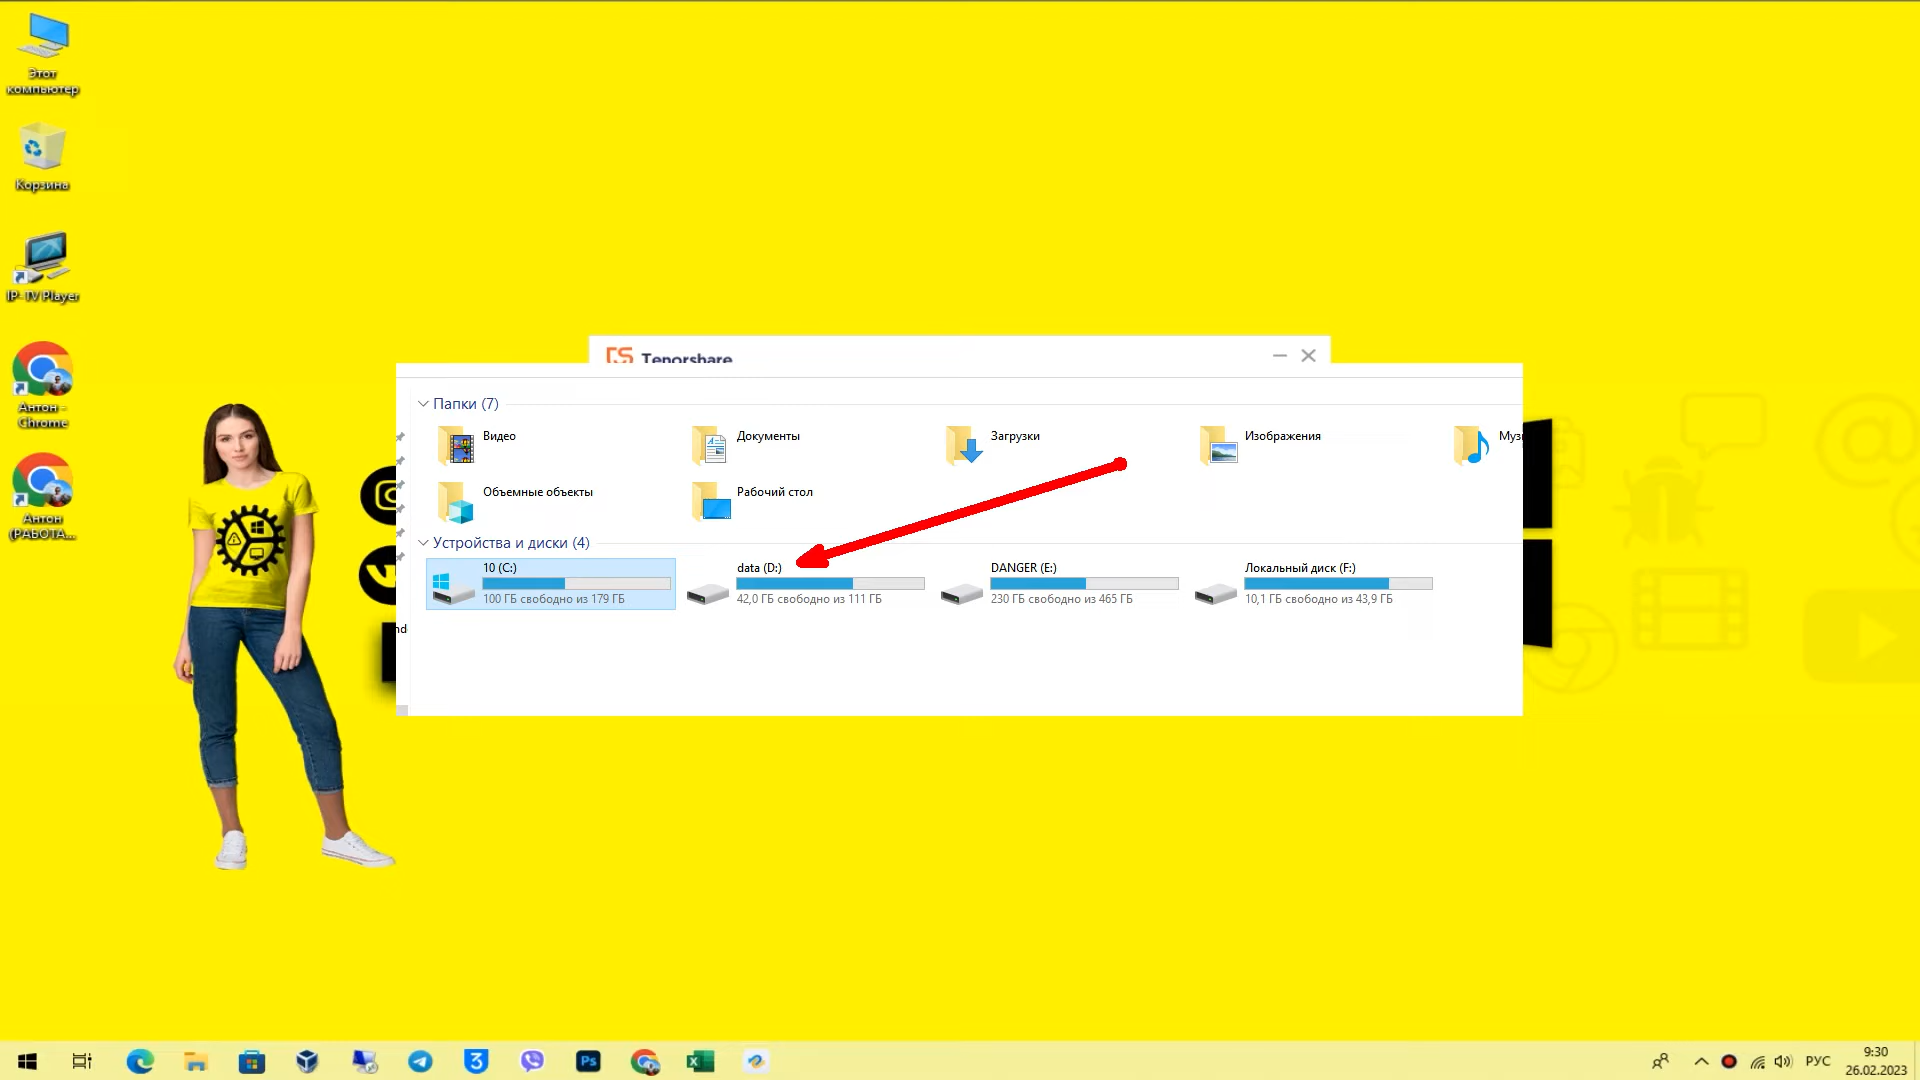 Этот
компьютер
Корзина
IP-TV Player
Антон -
Chrome
Антон
(РАБОТА...
Tenorshare
Папки (7)
Видео
Документы
Загрузки
Изображения
Муз
Объемные объекты
Рабочий стол
Устройства и диски (4)
10 (C:)
100 ГБ свободно из 179 ГБ
data (D:)
42,0 ГБ свободно из 111 ГБ
DANGER (E:)
230 ГБ свободно из 465 ГБ
Локальный диск (F:)
10,1 ГБ свободно из 43,9 ГБ
nd
Ps
РУС
9:30
26.02.2023